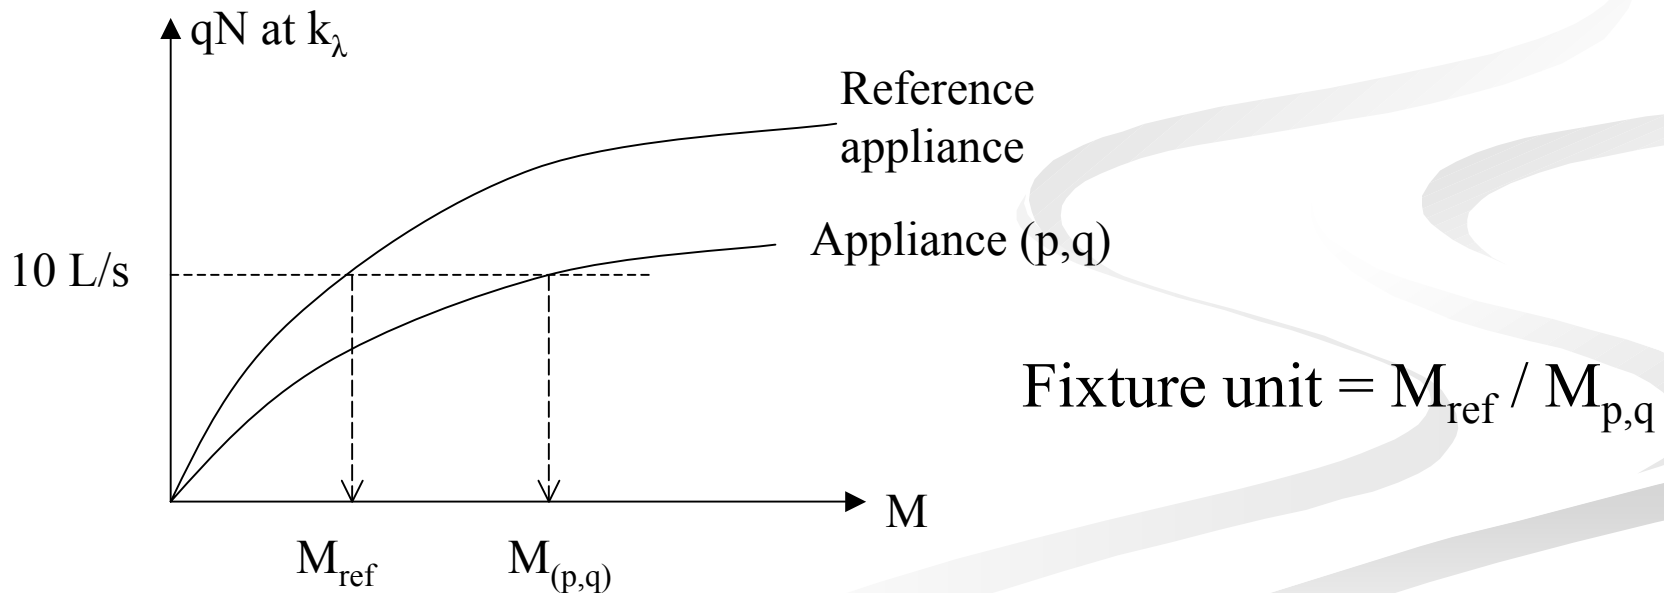 qN at kλ
Reference
appliance
Appliance (p,q)
10 L/s
Fixture unit = Mref / Mp,q
M
Mref
M(p,q)